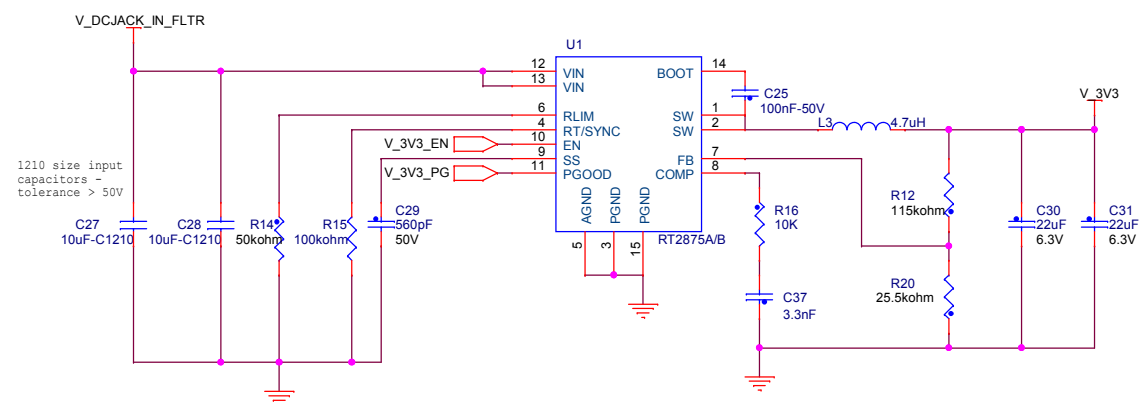 V_DCJACK_IN_FLTR
U1
12
VIN
13
VIN
BOOT
14
C25
100nF-50V
V_3V3
6
RLIM
SW
1
4
RT/SYNC
SW
2
L3
4.7uH
V_3V3_EN
10
EN
9
SS
FB
7
V_3V3_PG
11
PGOOD
COMP
8
1210 size input
capacitors -
tolerance > 50V
AGND
PGND
PGND
5
3
15
RT2875A/B
C27
10uF-C1210
C28
10uF-C1210
R14
50kohm
R15
100kohm
C29
560pF
50V
R16
10K
C37
3.3nF
R12
115kohm
R20
25.5kohm
C30
22uF
6.3V
C31
22uF
6.3V